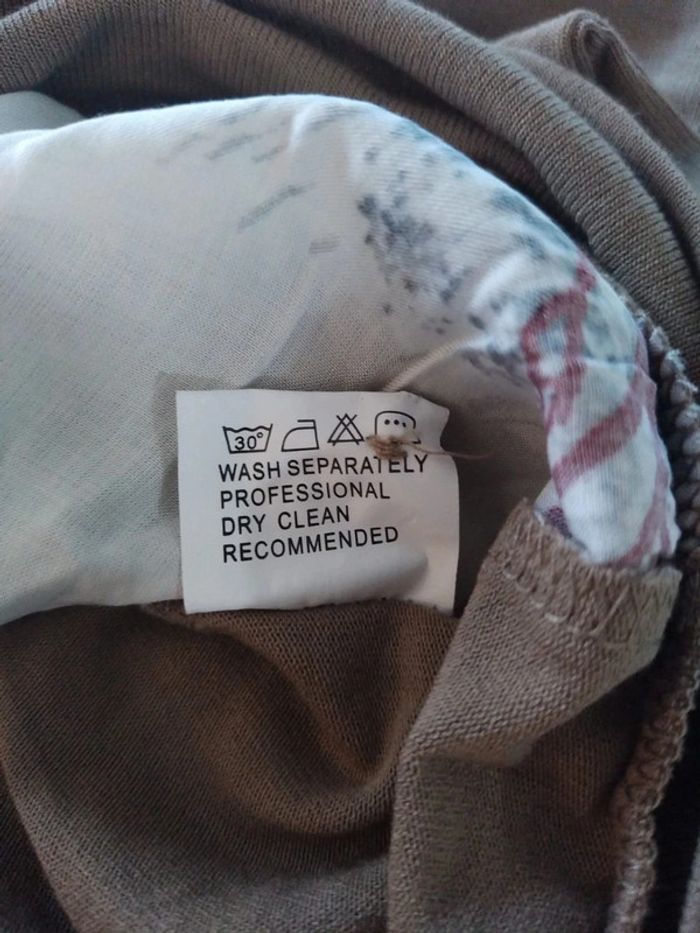 30°
WASH SEPARATELY
PROFESSIONAL
DRY CLEAN
RECOMMENDED